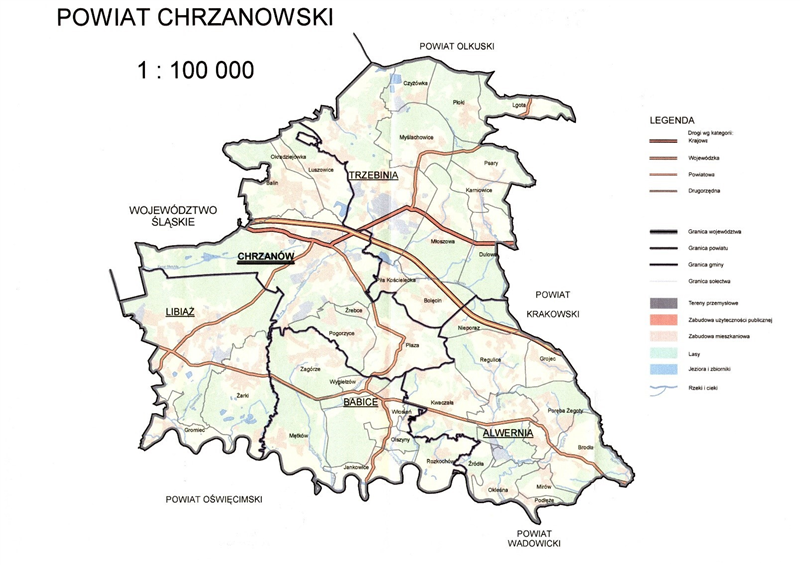 POWIAT CHRZANOWSKI
1 : 100 000
POWIAT OLKUSKI
Czyżówka
Płoki
Lgota
Myślachowice
Okradziejówka
Luszowice
Balin
TRZEBINIA
Psary
Karniowice
WOJEWÓDZTWO
ŚLĄSKIE
Młoszowa
Dulowa
CHRZANÓW
Piła Kościelecka
Bolęcin
POWIAT
KRAKOWSKI
LIBIĄŻ
Żrebce
Pogorzyce
Płaza
Nieporaz
Regulice
Grojec
Zagórze
Wygiełzów
Żarki
BABICE
Włosień
Kwaczała
Poręba Żegoty
Gromiec
Mętków
Olszyny
ALWERNIA
Brodła
Jankowice
Rozkochów
Źródła
Okleśna
Mirów
Podłęże
POWIAT OŚWIĘCIMSKI
POWIAT
WADOWICKI
LEGENDA
Drogi wg kategorii:
Krajowa
Wojewódzka
Powiatowa
Drugorzędna
Granica województwa
Granica powiatu
Granica gminy
Granica sołectwa
Tereny przemysłowe
Zabudowa użyteczności publicznej
Zabudowa mieszkaniowa
Lasy
Jeziora i zbiorniki
Rzeki i cieki